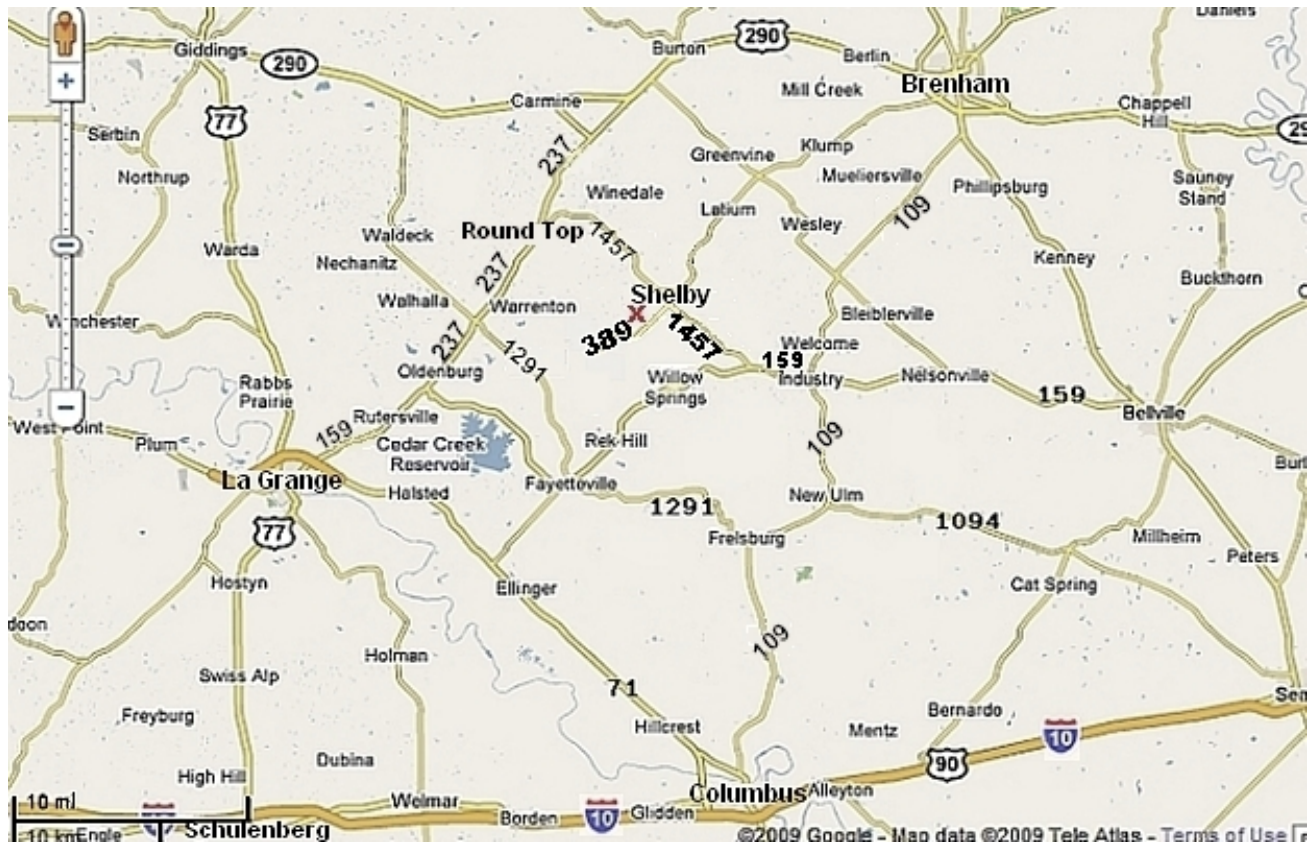 Daniels
Giddings
290
Burton
290
Berlin
Brenham
Mill Creek
Carmine
Chappell
Hill
29
77
Serbin
237
Greenvine
Klump
Northrup
Winedale
Mueliersville
Phillipsburg
Sauney
Stand
Latium
109
Wesley
Waldeck
Round Top
1457
Warda
Nechanitz
237
Kenney
Buckthorn
Walhalla
Warrenton
Shelby
X
Winchester
Bleiblerville
389
1457
Welcome
237
1291
159
Oldenburg
Rabbs
Prairie
Willow
Springs
Industry
Nelsonville
159
Bellville
West Point
Plum
Rutersville
159
Cedar Creek
Reservoir
Rek Hill
109
La Grange
Halsted
Fayetteville
1291
New Ulm
1094
77
Frelsburg
Millheim
Peters
Hostyn
Ellinger
Cat Spring
Holman
109
Swiss Alp
71
Freyburg
Hillcrest
Bernardo
Mentz
10
Dubina
High Hill
90
Columbus
Alleyton
10 mi
Weimar
Borden
10
Glidden
10 km
Engle
Schulenberg
©2009 Google - Map data ©2009 Tele Atlas - Terms of Use